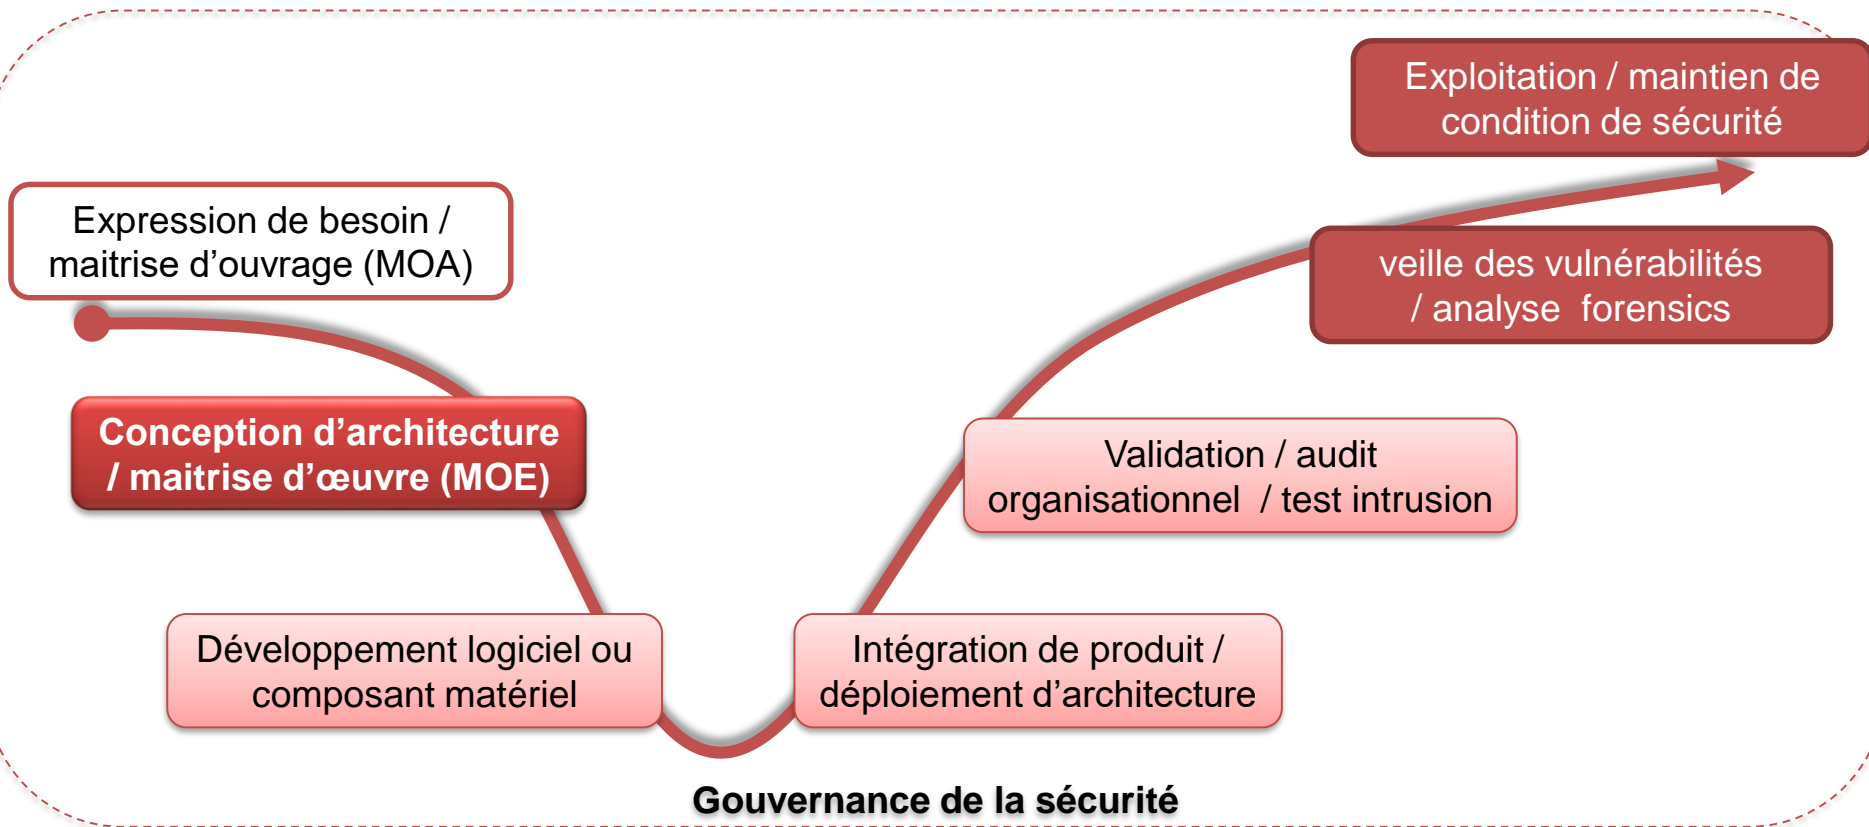 Expression de besoin /
maitrise d’ouvrage (MOA)
Conception d’architecture
/ maitrise d’œuvre (MOE)
Développement logiciel ou
composant matériel
Intégration de produit /
déploiement d’architecture
Validation / audit
organisationnel / test intrusion
veille des vulnérabilités
/ analyse forensics
Exploitation / maintien de
condition de sécurité
Gouvernance de la sécurité